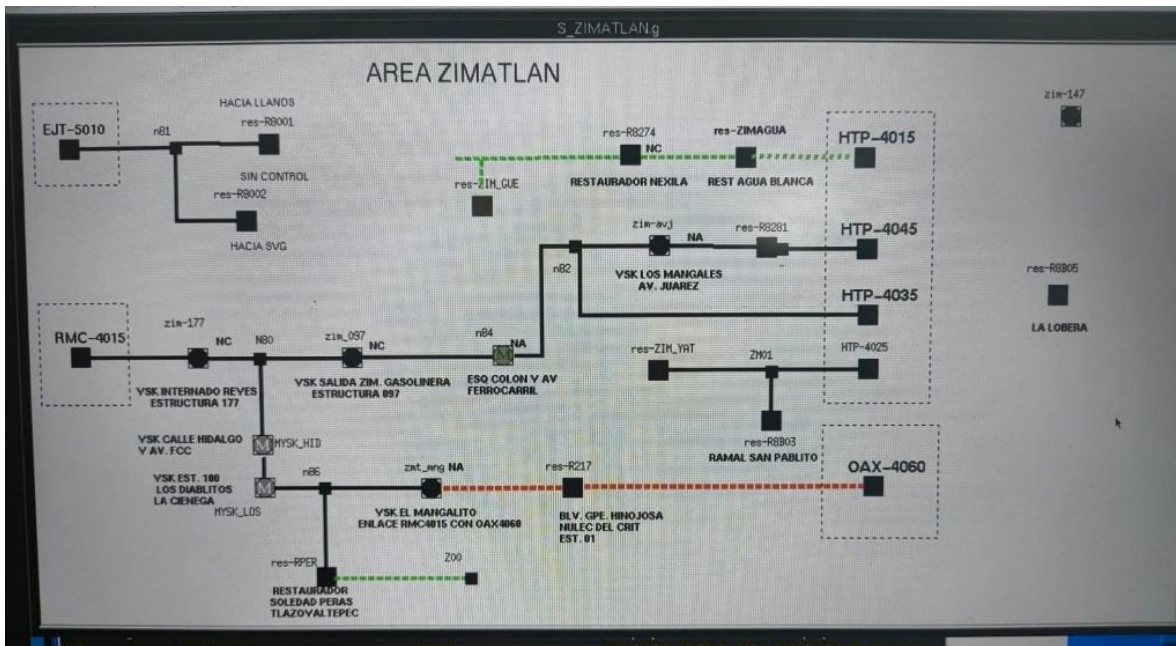 S_ZIMATLAN.g
AREA ZIMATLAN
HACIA LLANOS
EJT-5010
n81
res-R8001
SIN CONTROL
res-R8002
HACIA SVG
res-R8274
NC
res-ZIMAGUA
HTP-4015
RESTAURADOR NEXILA
REST AGUA BLANCA
res-ZIM_GUE
zim-147
zim-avj
NA
res-R8281
HTP-4045
n82
VSK LOS MANGALES
AV. JUAREZ
HTP-4035
res-R8B05
LA LOBERA
RMC-4015
zim-177
NC
N80
zim_097
NC
n84
NA
VSK INTERNADO REYES
ESTRUCTURA 177
VSK SALIDA ZIM. GASOLINERA
ESTRUCTURA 097
ESQ COLON Y AV
FERROCARRIL
res-ZIM_YAT
ZM01
HTP-4025
res-R8B03
RAMAL SAN PABLITO
VSK CALLE HIDALGO
Y AV. FCC
M
MYSK_HID
VSK EST. 100
LOS DIABLITOS
LA CIENEGA
M
MYSK_LOS
n86
zmt_mng
NA
res-R217
OAX-4060
VSK EL MANGALITO
ENLACE RMC4015 CON OAX4060
BLV. GPE. HINOJOSA
NULEC DEL CRIT
EST. 01
res-RPER
Z00
RESTAURADOR
SOLEDAD PERAS
TLAZOYALTEPEC